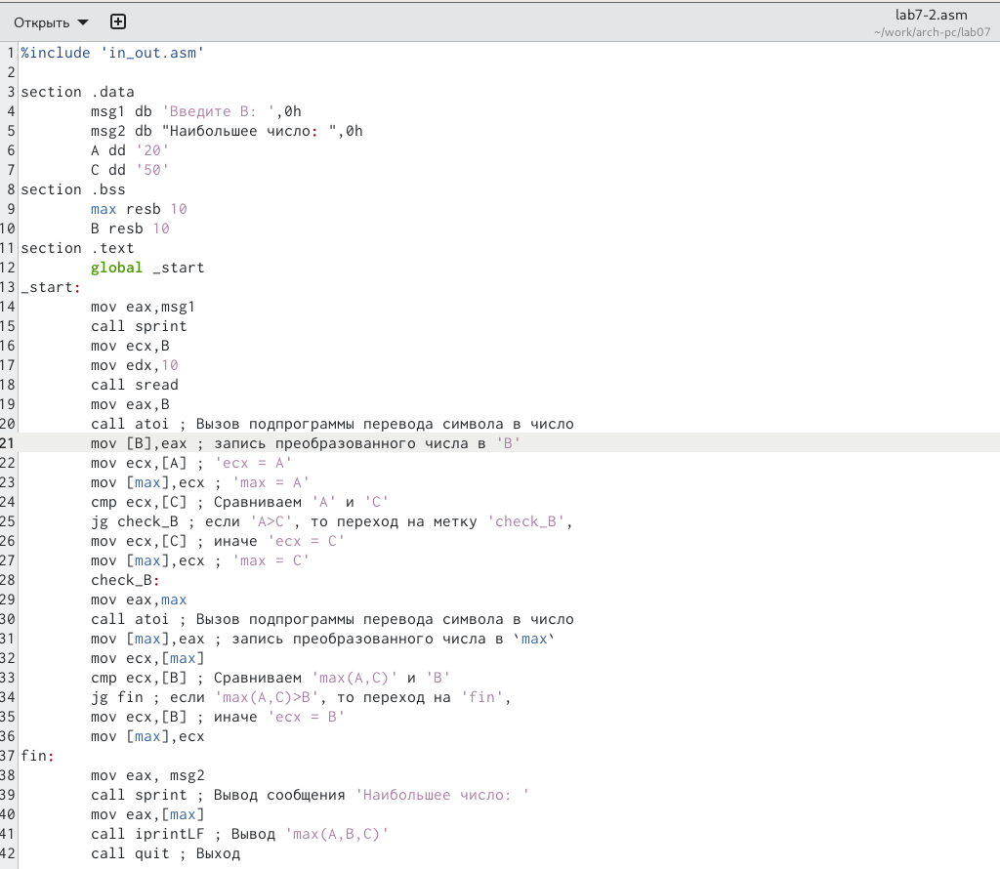 Открыть
lab7-2.asm
~/work/arch-pc/lab07
1 %include 'in_out.asm'
2
3 section .data
4 msg1 db 'Введите B: ',0h
5 msg2 db "Наибольшее число: ",0h
6 A dd '20'
7 C dd '50'
8 section .bss
9 max resb 10
10 B resb 10
11 section .text
12 global _start
13 _start:
14 mov eax,msg1
15 call sprint
16 mov ecx,B
17 mov edx,10
18 call sread
19 mov eax,B
20 call atoi ; Вызов подпрограммы перевода символа в число
21 mov [B],eax ; запись преобразованного числа в 'B'
22 mov ecx,[A] ; 'ecx = A'
23 mov [max],ecx ; 'max = A'
24 cmp ecx,[C] ; Сравниваем 'A' и 'C'
25 jg check_B ; если 'A>C', то переход на метку 'check_B',
26 mov ecx,[C] ; иначе 'ecx = C'
27 mov [max],ecx ; 'max = C'
28 check_B:
29 mov eax,max
30 call atoi ; Вызов подпрограммы перевода символа в число
31 mov [max],eax ; запись преобразованного числа в `max`
32 mov ecx,[max]
33 cmp ecx,[B] ; Сравниваем 'max(A,C)' и 'B'
34 jg fin ; если 'max(A,C)>B', то переход на 'fin',
35 mov ecx,[B] ; иначе 'ecx = B'
36 mov [max],ecx
37 fin:
38 mov eax, msg2
39 call sprint ; Вывод сообщения 'Наибольшее число: '
40 mov eax,[max]
41 call iprintLF ; Вывод 'max(A,B,C)'
42 call quit ; Выход